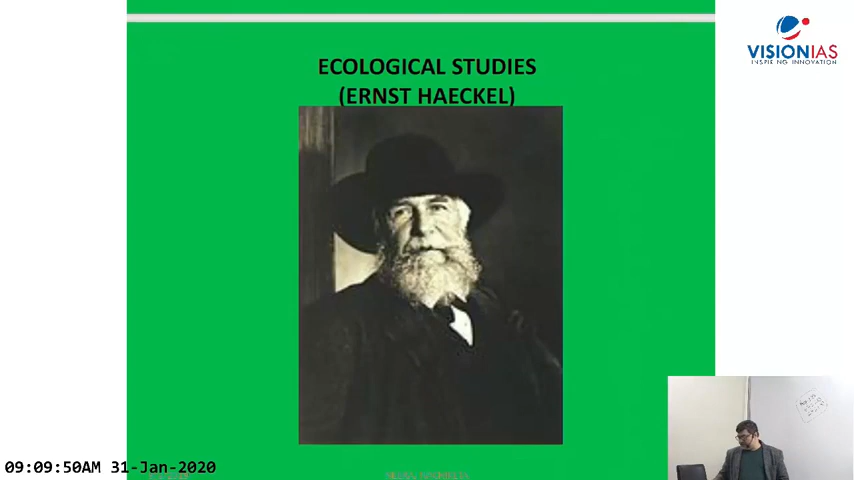 VISIONIAS
INSPIRING INNOVATION
ECOLOGICAL STUDIES
(ERNST HAECKEL)
09:09:50AM 31-Jan-2020